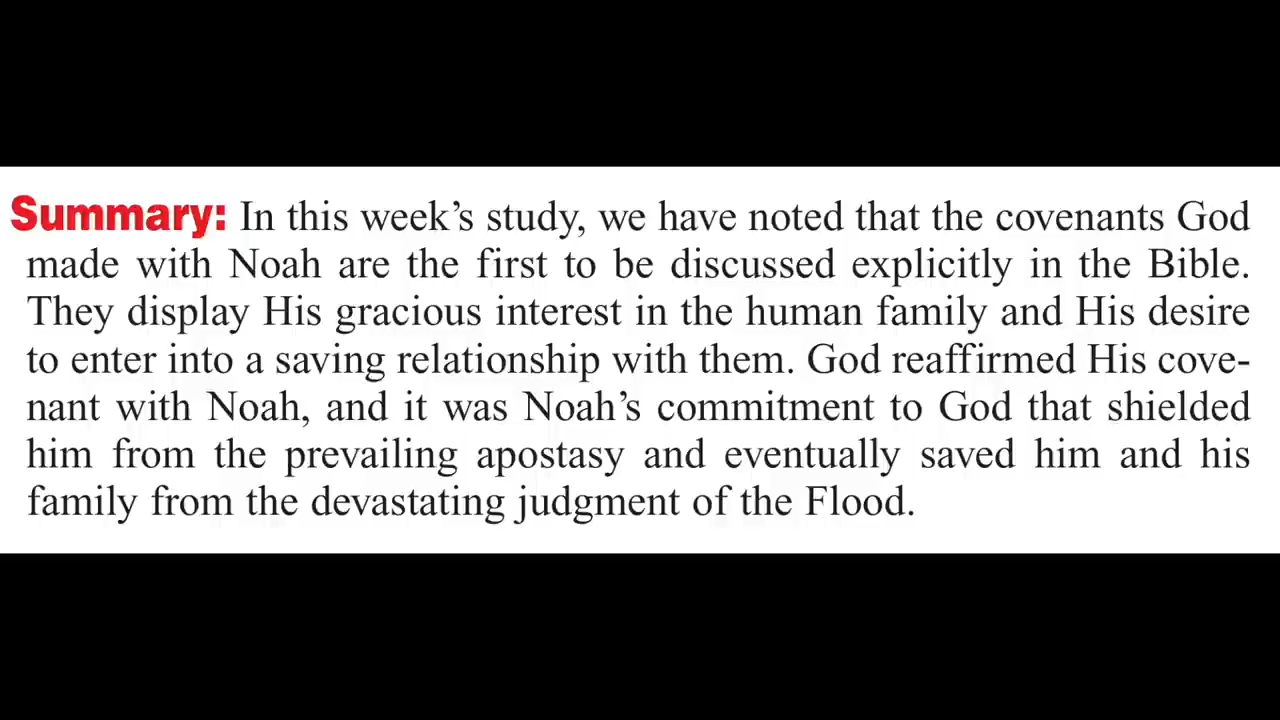 Summary: In this week’s study, we have noted that the covenants God
made with Noah are the first to be discussed explicitly in the Bible.
They display His gracious interest in the human family and His desire
to enter into a saving relationship with them. God reaffirmed His cove-
nant with Noah, and it was Noah’s commitment to God that shielded
him from the prevailing apostasy and eventually saved him and his
family from the devastating judgment of the Flood.